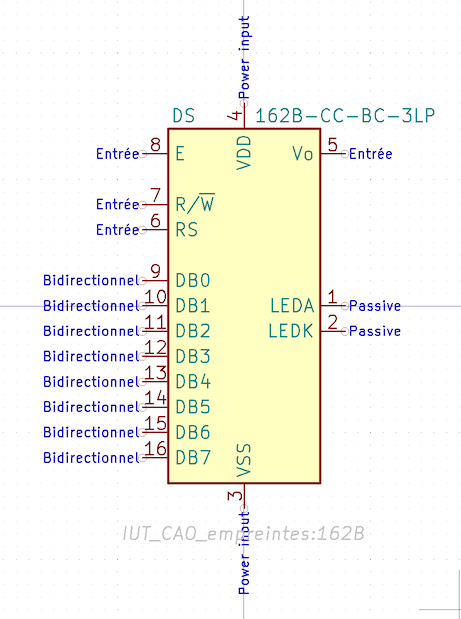 Power input
4
DS 162B-CC-BC-3LP
VDD
Entrée 8 E Vo 5 Entrée
Entrée 7 R/W̅
Entrée 6 RS
Bidirectionnel 9 DB0
Bidirectionnel 10 DB1 LEDA 1 Passive
Bidirectionnel 11 DB2 LEDK 2 Passive
Bidirectionnel 12 DB3
Bidirectionnel 13 DB4
Bidirectionnel 14 DB5
Bidirectionnel 15 DB6
Bidirectionnel 16 DB7
VSS
3
IUT_CAO_empreintes:162B
Power input